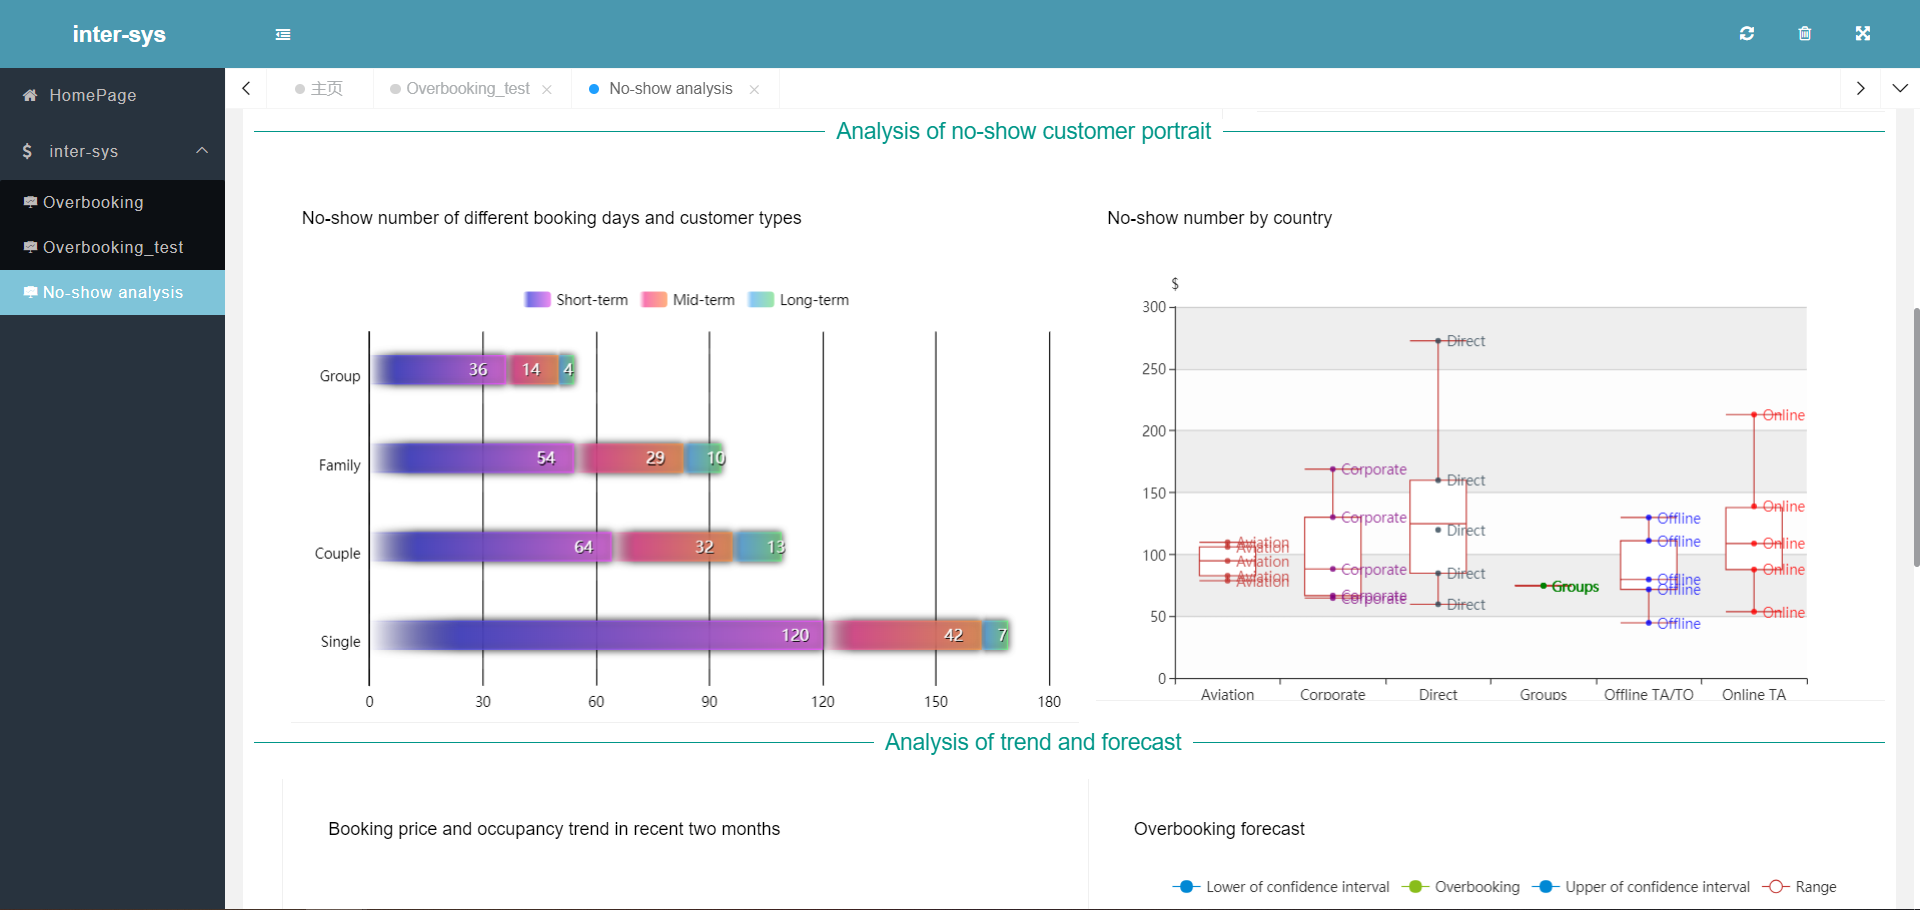 inter-sys
HomePage
inter-sys
Overbooking
Overbooking_test
No-show analysis
主页
Overbooking_test
No-show analysis
Analysis of no-show customer portrait
No-show number of different booking days and customer types
Short-term Mid-term Long-term
Group 36 14 4
Family 54 29 10
Couple 64 32 13
Single 120 42 7
0 30 60 90 120 150 180
No-show number by country
$
300
250
200
150
100
50
0
Aviation
Aviation
Aviation
Aviation
Aviation
Corporate
Corporate
Corporate
Corporate
Corporate
Direct
Direct
Direct
Direct
Direct
Groups
Offline
Offline
Offline
Offline
Offline
Online
Online
Online
Online
Online
Aviation Corporate Direct Groups Offline TA/TO Online TA
Analysis of trend and forecast
Booking price and occupancy trend in recent two months
Overbooking forecast
Lower of confidence interval Overbooking Upper of confidence interval Range